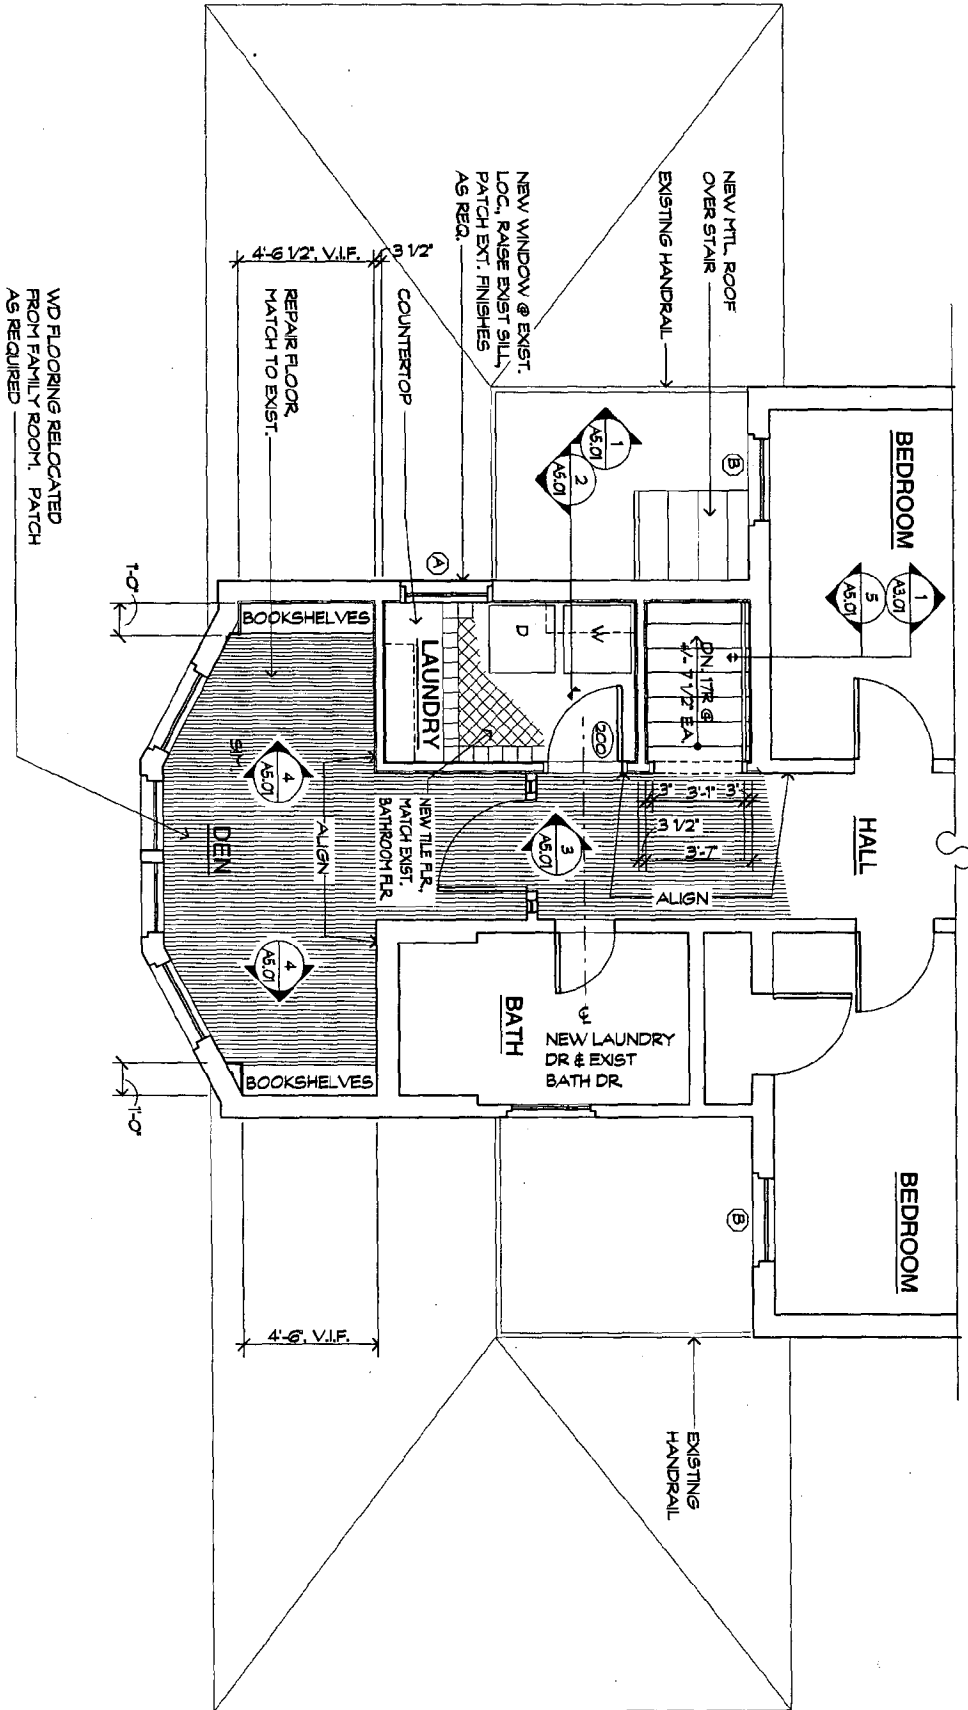 NEW MTL. ROOF
OVER STAIR
EXISTING HANDRAIL
NEW WINDOW @ EXIST.
LOC., RAISE EXIST SILL,
PATCH EXT. FINISHES
AS REQ.
COUNTERTOP
REPAIR FLOOR,
MATCH TO EXIST.
WD FLOORING RELOCATED
FROM FAMILY ROOM. PATCH
AS REQUIRED
4'-6 1/2", V.I.F.
3 1/2"
1'-0"
BEDROOM
B
1
A3.01
5
A5.01
1
A5.01
2
A5.01
A
DN. 17R @
+/- 7 1/2" EA.
W
D
LAUNDRY
200
BOOKSHELVES
HALL
3"
3'-1"
3"
3 1/2"
3'-7"
ALIGN
3
A5.01
NEW TILE FLR.,
MATCH EXIST.
BATHROOM FLR
ALIGN
SIM.
4
A5.01
DEN
4
A5.01
BATH
NEW LAUNDRY
DR & EXIST
BATH DR.
BOOKSHELVES
1'-0"
BEDROOM
B
4'-6", V.I.F.
EXISTING
HANDRAIL